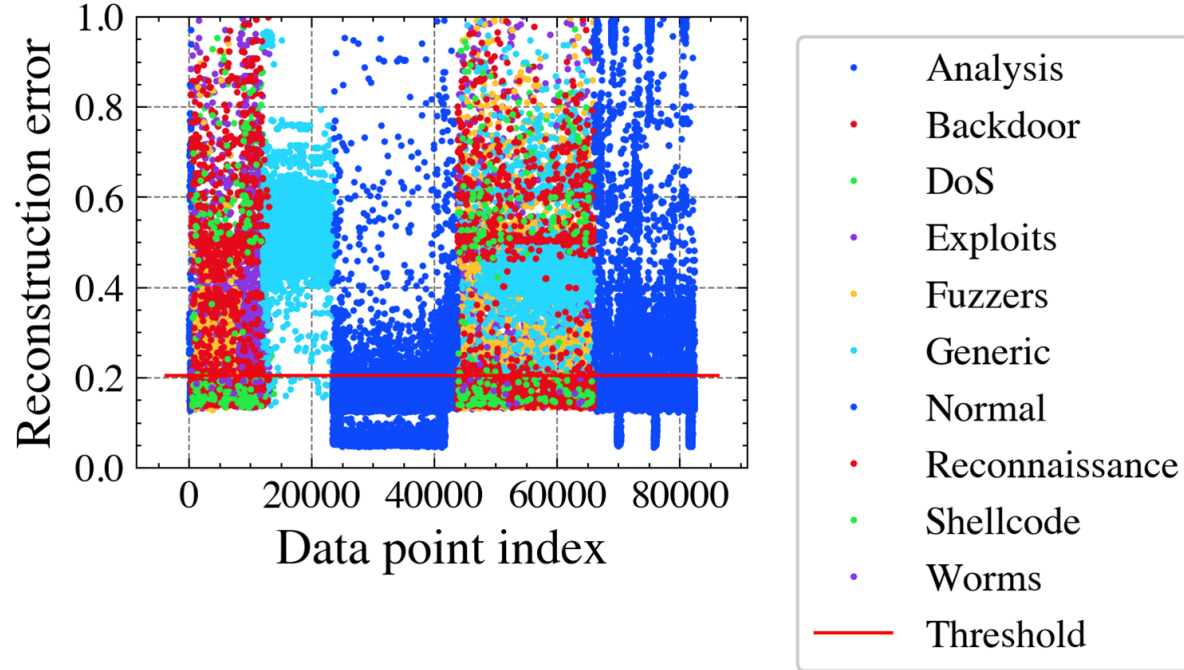 1.0
0.8
0.6
0.4
0.2
0.0
Reconstruction error
0 20000 40000 60000 80000
Data point index
Analysis
Backdoor
DoS
Exploits
Fuzzers
Generic
Normal
Reconnaissance
Shellcode
Worms
Threshold